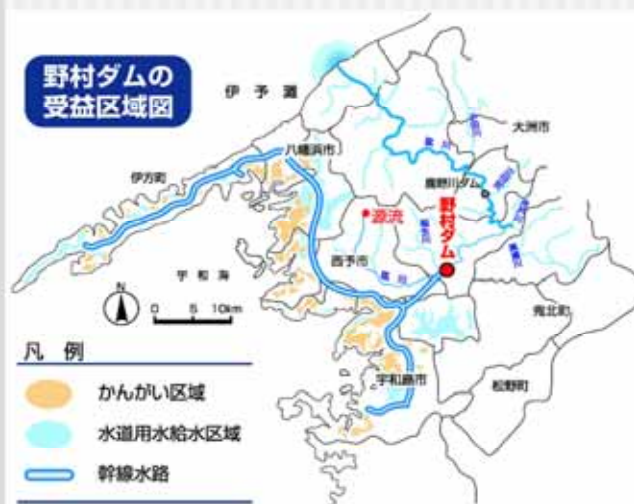 野村ダムの
受益区域図
伊予灘
大洲市
八幡浜市
伊方町
鹿野川ダム
源流
野村ダム
西予市
宇和海
鬼北町
N
0 5 10km
宇和島市
松野町
凡例
かんがい区域
水道用水給水区域
幹線水路